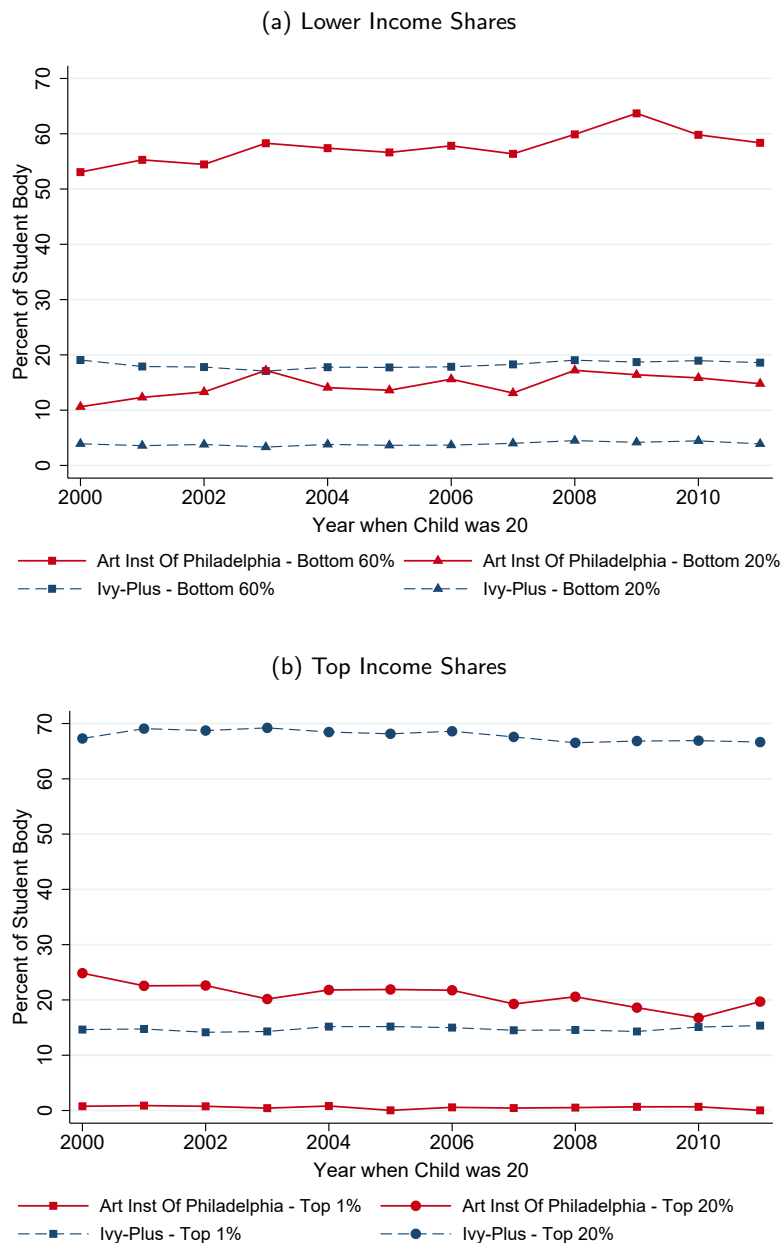 (a) Lower Income Shares
Percent of Student Body
70
60
50
40
30
20
10
0
2000 2002 2004 2006 2008 2010
Year when Child was 20
Art Inst Of Philadelphia - Bottom 60% Art Inst Of Philadelphia - Bottom 20%
Ivy-Plus - Bottom 60% Ivy-Plus - Bottom 20%
(b) Top Income Shares
Percent of Student Body
70
60
50
40
30
20
10
0
2000 2002 2004 2006 2008 2010
Year when Child was 20
Art Inst Of Philadelphia - Top 1% Art Inst Of Philadelphia - Top 20%
Ivy-Plus - Top 1% Ivy-Plus - Top 20%